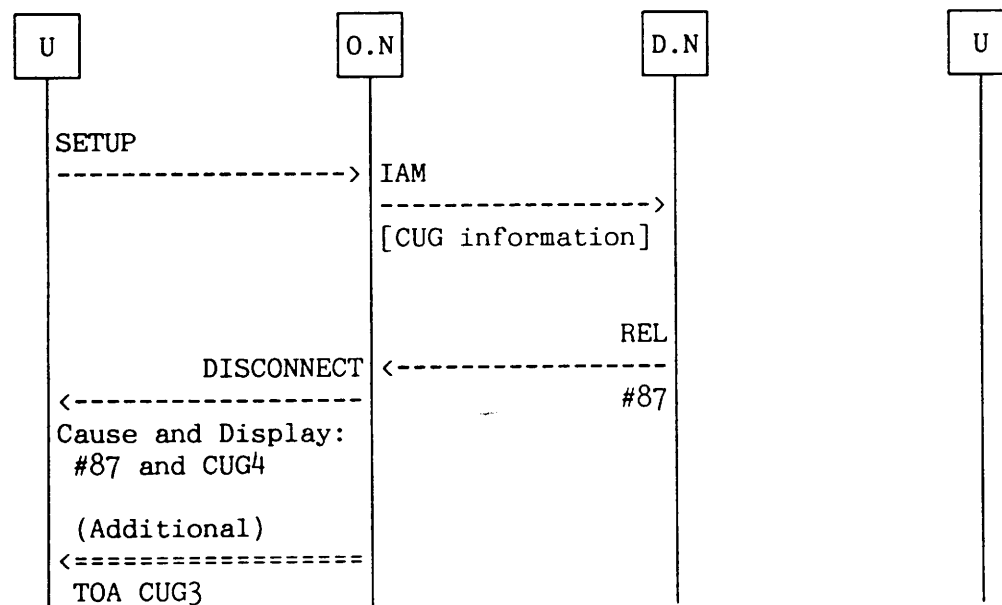 U
O.N
D.N
U
SETUP
IAM
[CUG information]
REL
DISCONNECT
#87
Cause and Display:
#87 and CUG4
(Additional)
TOA CUG3